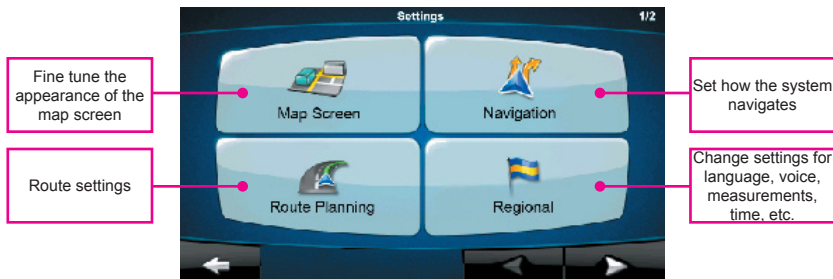 Settings
1/2
Fine tune the
appearance of the
map screen
Map Screen
Navigation
Set how the system
navigates
Route settings
Route Planning
Regional
Change settings for
language, voice,
measurements,
time, etc.